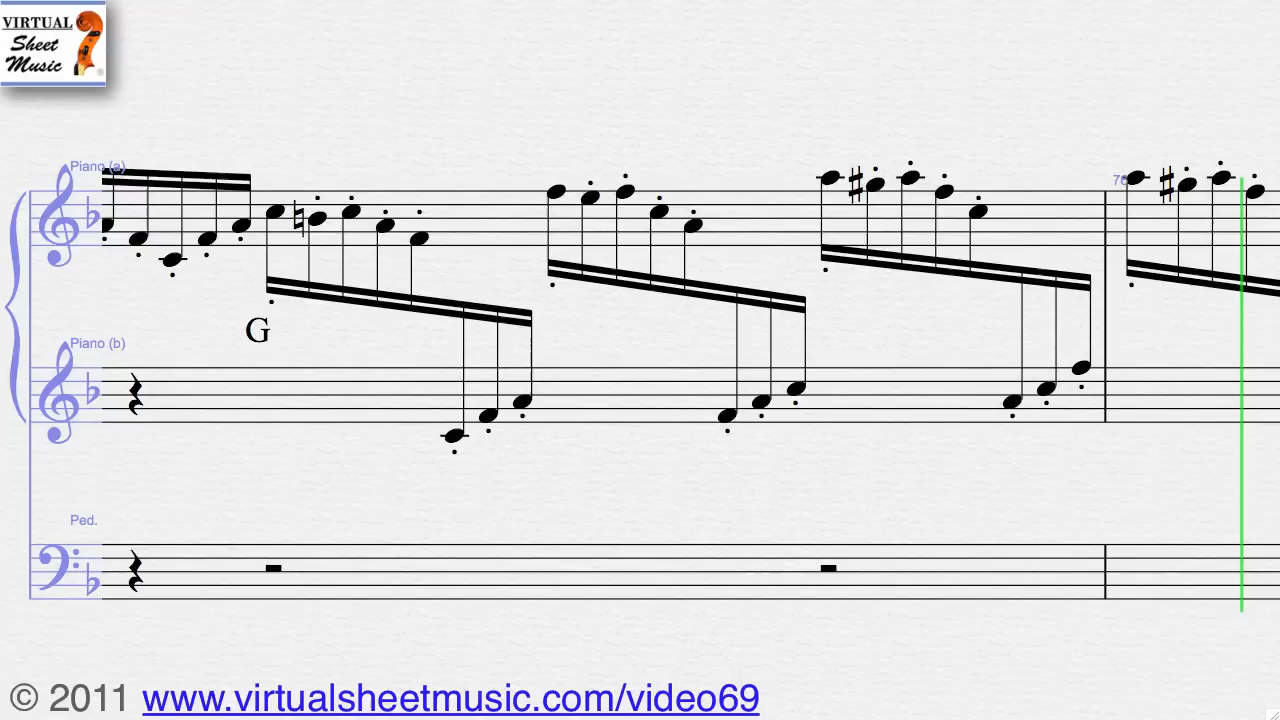 VIRTUAL
Sheet
Music
®
Piano (a)
76
G
Piano (b)
Ped.
© 2011 www.virtualsheetmusic.com/video69